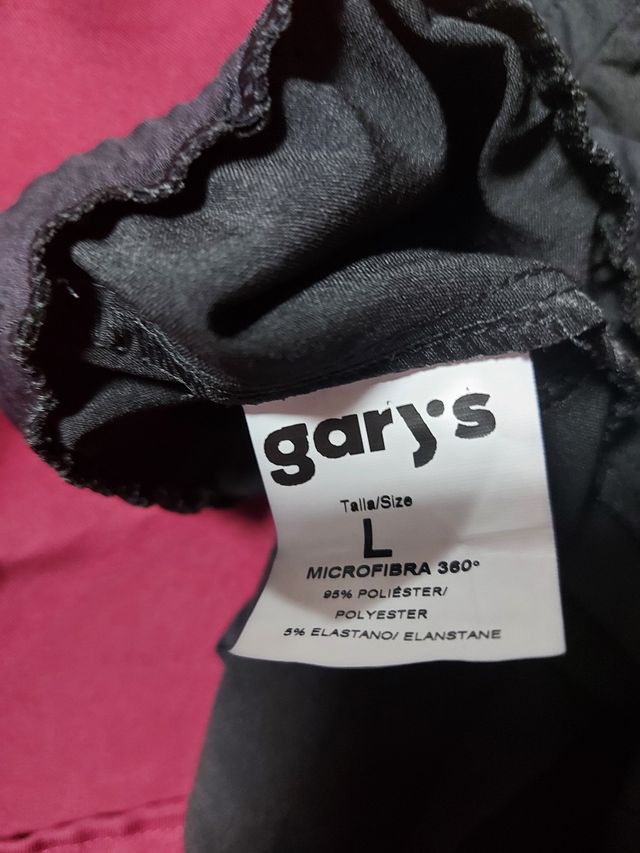 gary's
Talla/Size
L
MICROFIBRA 360°
95% POLIÉSTER/
POLYESTER
5% ELASTANO/ ELANSTANE